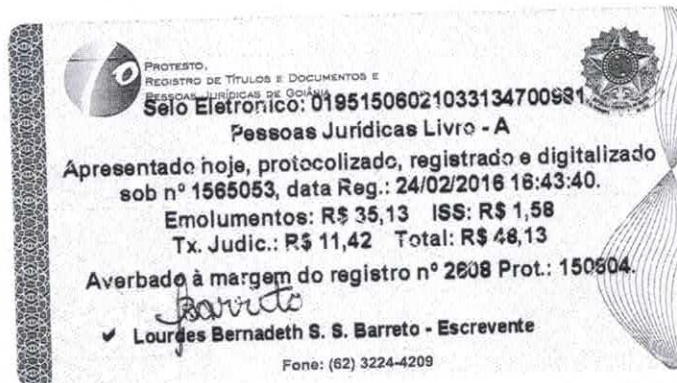 PROTESTO,
REGISTRO DE TÍTULOS E DOCUMENTOS E
PESSOAS JURÍDICAS DE GOIÂNIA
Selo Eletronico: 01951506021033134700981
Pessoas Jurídicas Livro - A
Apresentado hoje, protocolizado, registrado e digitalizado
sob nº 1565053, data Reg.: 24/02/2016 16:43:40.
Emolumentos: R$ 35,13 ISS: R$ 1,58
Tx. Judic.: R$ 11,42 Total: R$ 48,13
Averbado à margem do registro nº 2608 Prot.: 150504.
Barreto
✔ Lourdes Bernadeth S. S. Barreto - Escrevente
Fone: (62) 3224-4209